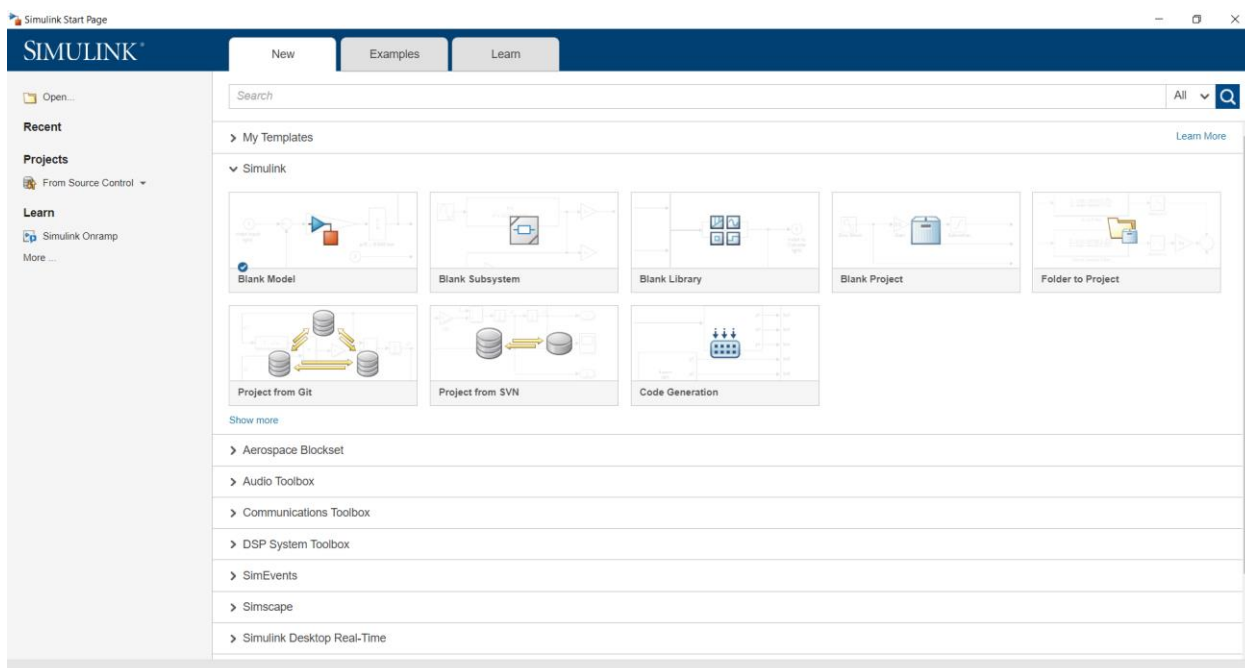 Simulink Start Page
SIMULINK®
New
Examples
Learn
Open...
Recent
Projects
From Source Control
Learn
Simulink Onramp
More ...
Search
All
My Templates
Learn More
Simulink
Blank Model
Blank Subsystem
Blank Library
Blank Project
Folder to Project
Project from Git
Project from SVN
Code Generation
Show more
Aerospace Blockset
Audio Toolbox
Communications Toolbox
DSP System Toolbox
SimEvents
Simscape
Simulink Desktop Real-Time